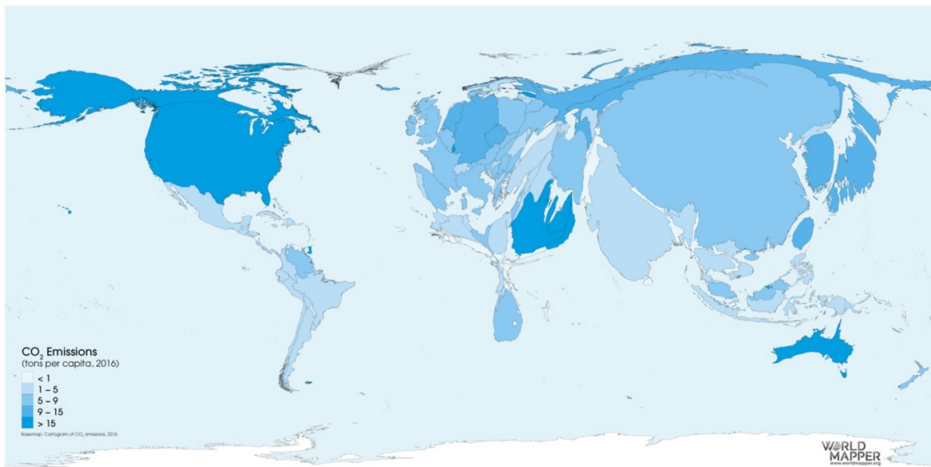 CO₂ Emissions
(tons per capita, 2016)
< 1
1 – 5
5 – 9
9 – 15
> 15
Basemap: Cartogram of CO₂ emissions, 2016
WORLD
MAPPER
www.worldmapper.org